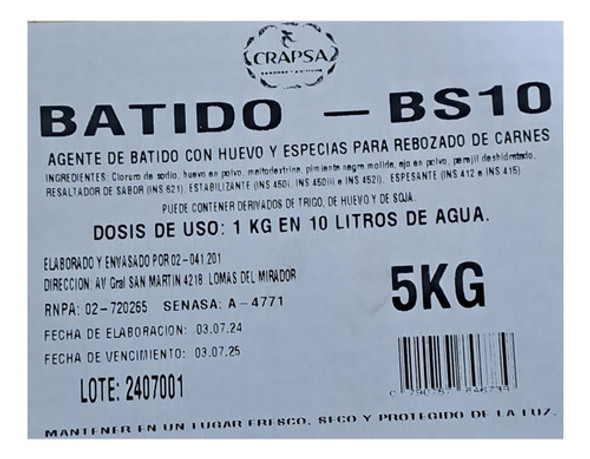 CRAPSA
BATIDO - BS10
AGENTE DE BATIDO CON HUEVO Y ESPECIAS PARA REBOZADO DE CARNES
INGREDIENTES: Cloruro de sodio, huevo en polvo, maltodextrina, pimienta negra molida, ajo en polvo, perejil deshidratado,
RESALTADOR DE SABOR (INS 621), ESTABILIZANTE (INS 450i, INS 450iii e INS 452i), ESPESANTE (INS 412 e INS 415)
PUEDE CONTENER DERIVADOS DE TRIGO, DE HUEVO Y DE SOJA.
DOSIS DE USO: 1 KG EN 10 LITROS DE AGUA.
ELABORADO Y ENVASADO POR 02-041 201
DIRECCION: AV Gral SAN MARTIN 4218 LOMAS DEL MIRADOR
RNPA: 02-720265 SENASA: A-4771
5KG
FECHA DE ELABORACION: 03.07.24
FECHA DE VENCIMIENTO: 03.07.25
LOTE: 2407001
MANTENER EN UN LUGAR FRESCO, SECO Y PROTEGIDO DE LA LUZ.